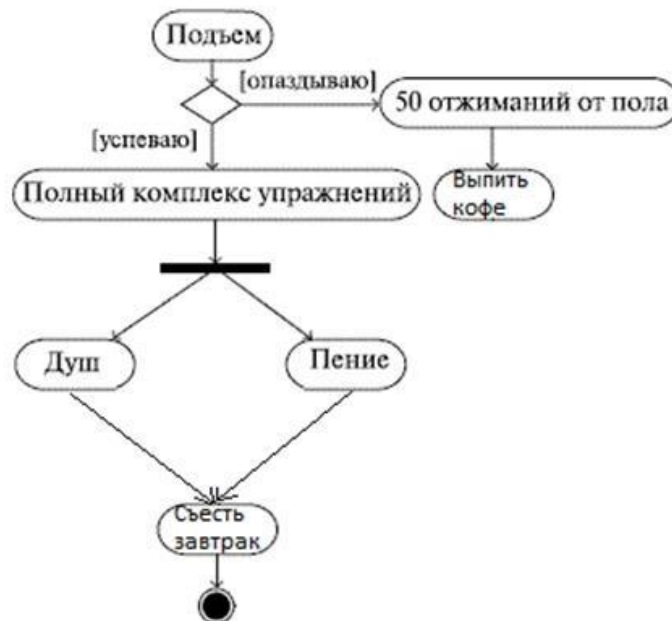 Подъем
[опаздываю]
50 отжиманий от пола
[успеваю]
Полный комплекс упражнений
Выпить
кофе
Душ
Пение
Съесть
завтрак